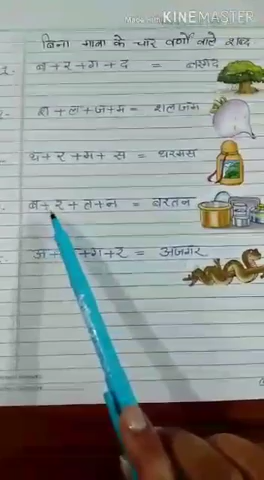 Made With KINEMASTER
बिना मात्रा के चार वर्णो वाले शब्द
ब+र+ग+द = बरगद
श+ल+ज+म = शलजम
थ+र+म+स = थरमस
ब+र+त+न = बरतन
अ+ +ग+र = अजगर